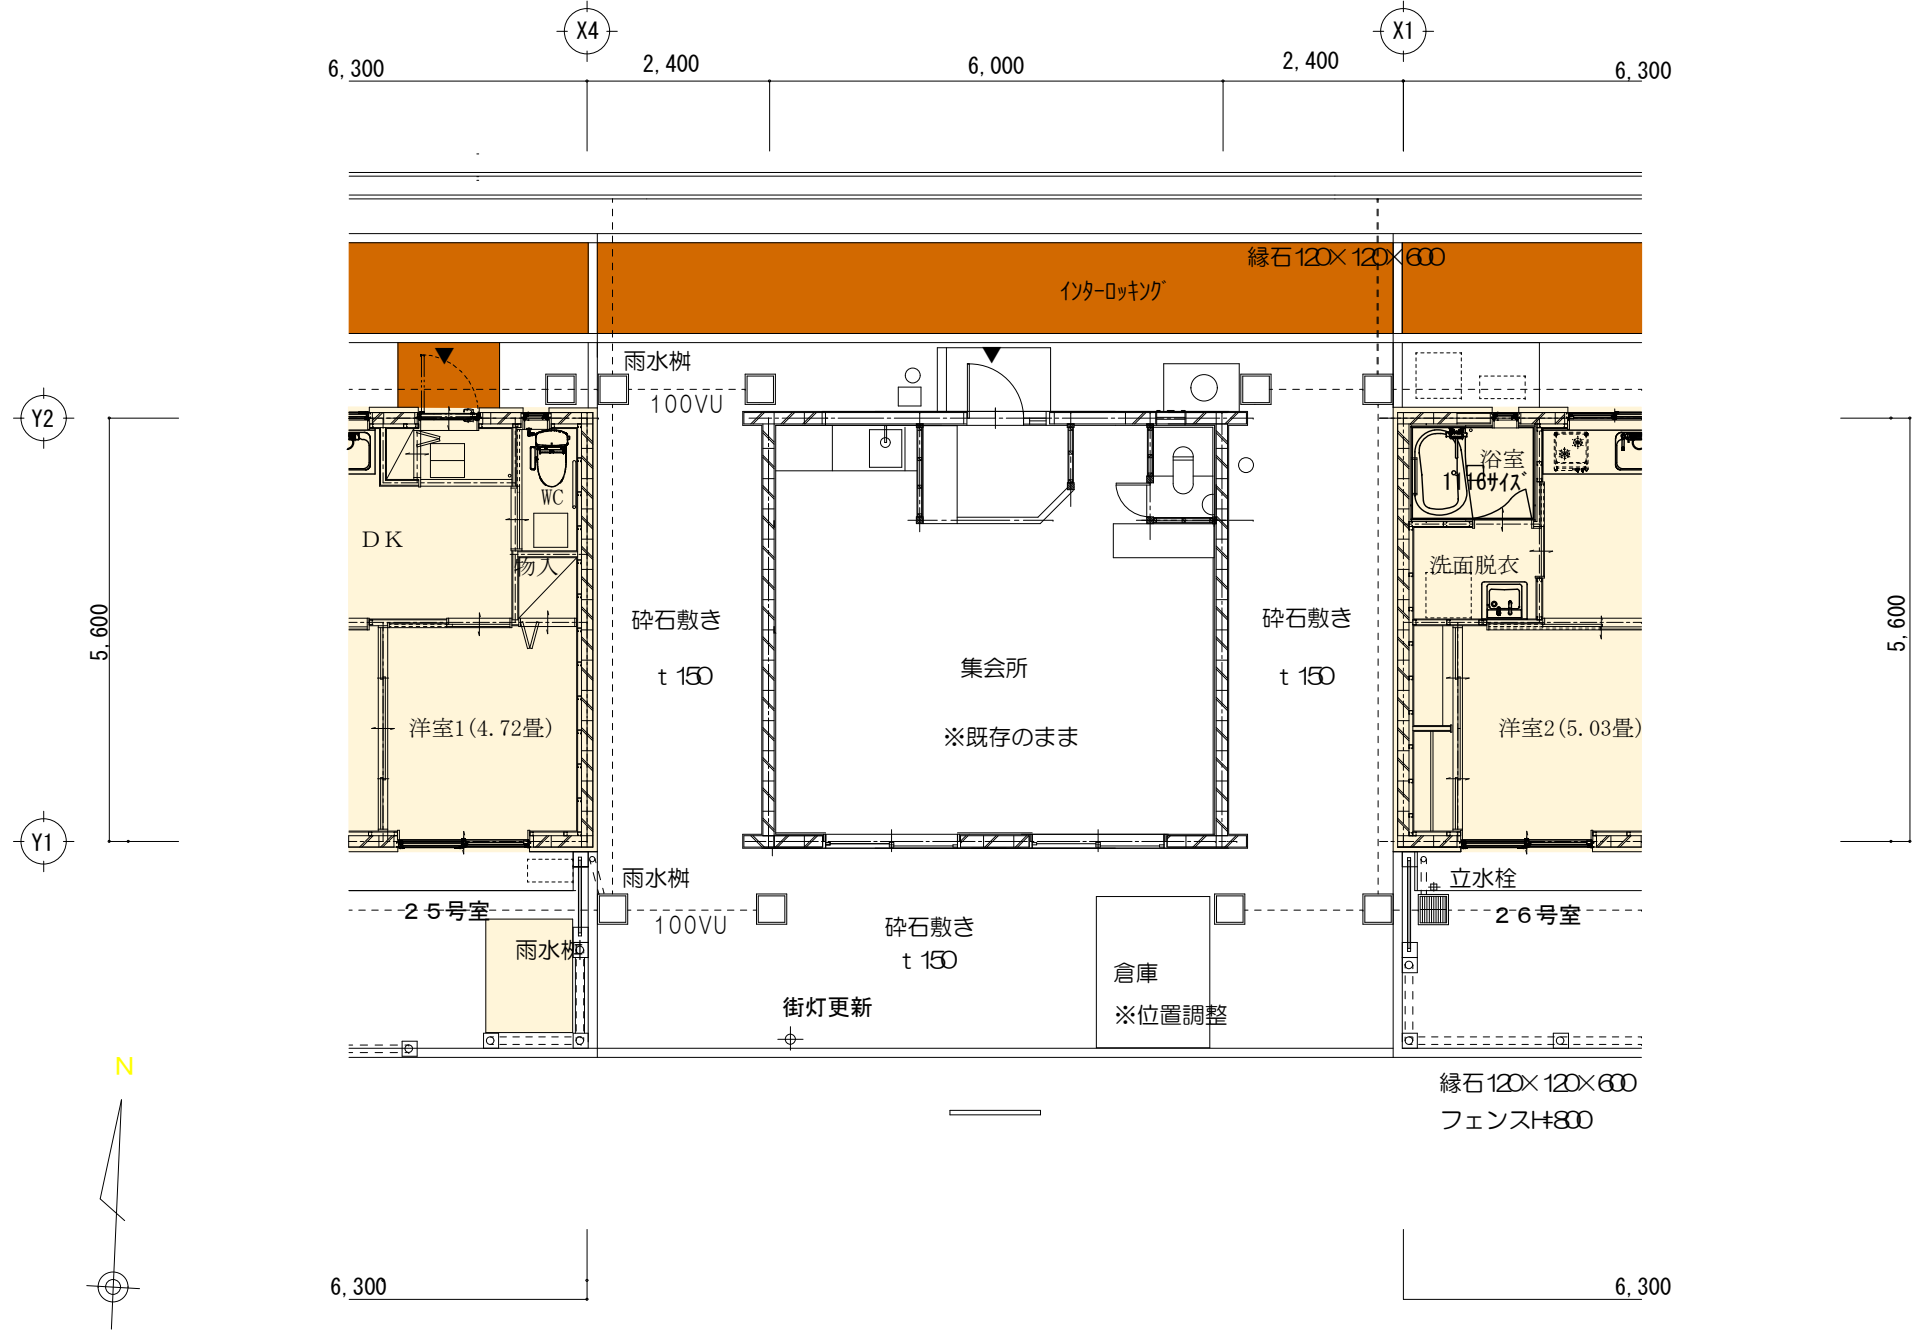 X4
X1
6,300
2,400
6,000
2,400
6,300
縁石120×120×600
インターロッキング
雨水桝
100VU
Y2
Y2
WC
浴室
1116サイズ
DK
物入
洗面脱衣
5,600
砕石敷き
t 150
砕石敷き
t 150
5,600
集会所
※既存のまま
洋室1(4.72畳)
洋室2(5.03畳)
Y1
雨水桝
100VU
立水栓
25号室
26号室
雨水桝
砕石敷き
t 150
倉庫
※位置調整
街灯更新
N
縁石120×120×600
フェンスH=800
6,300
6,300